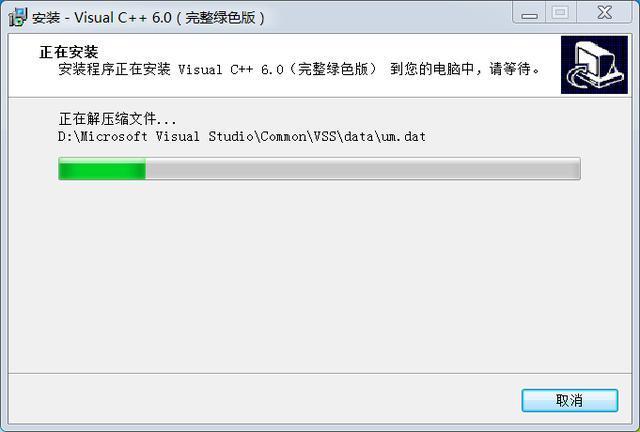 安装 - Visual C++ 6.0（完整绿色版）
正在安装
安装程序正在安装 Visual C++ 6.0（完整绿色版） 到您的电脑中，请等待。
正在解压缩文件...
D:\Microsoft Visual Studio\Common\VSS\data\um.dat
取消